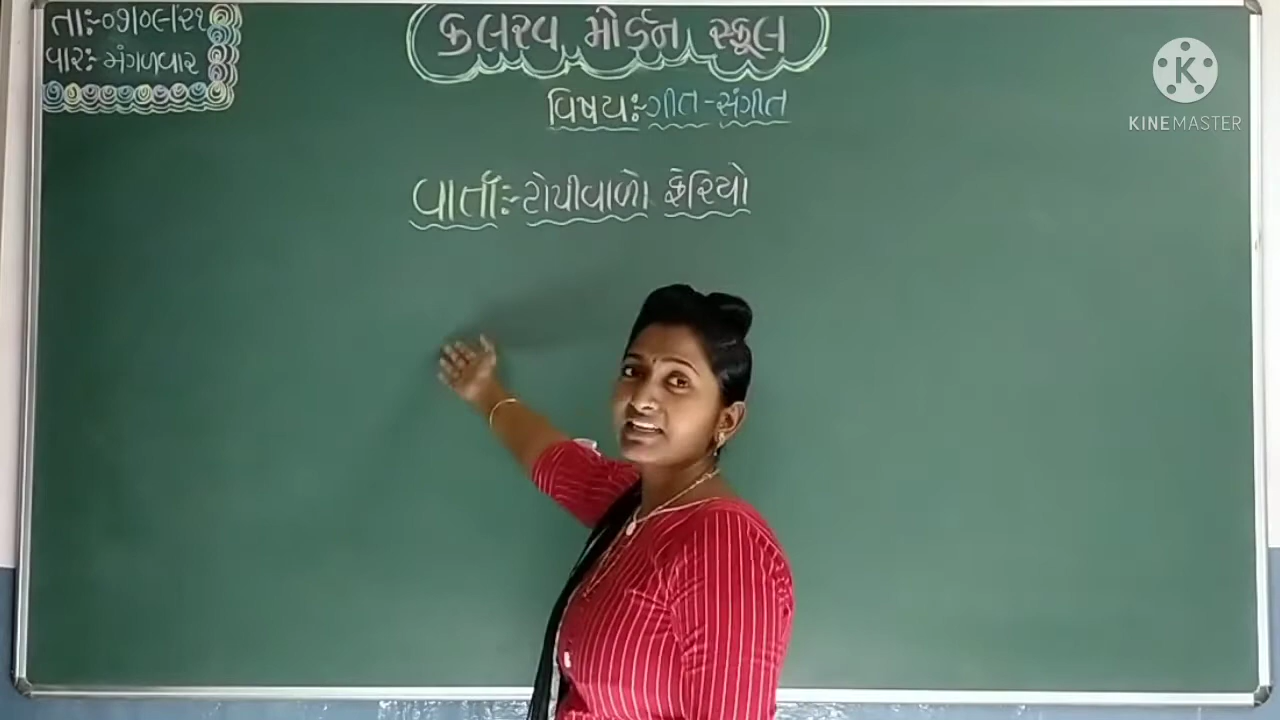 તાઃ-૦૭/૦૯/૨૧
વારઃ મંગળવાર
કલરવ મોર્ડન સ્કૂલ
વિષયઃ-ગીત-સંગીત
વાર્તાઃ-ટોપીવાળો ફેરિયો
K
KINEMASTER